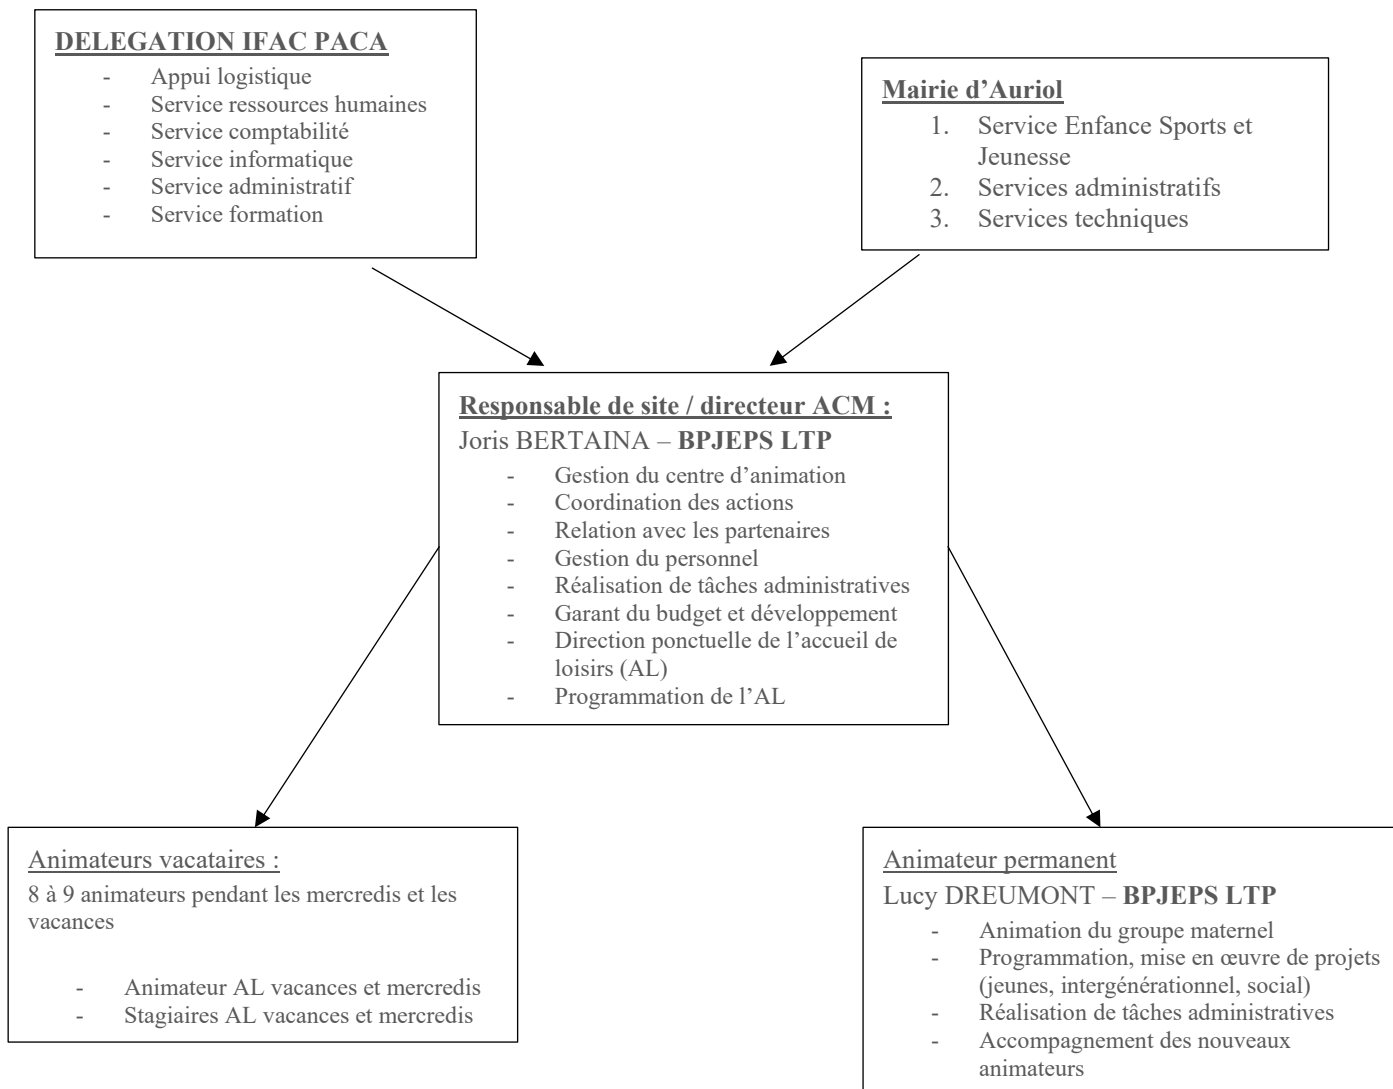 DELEGATION IFAC PACA
- Appui logistique
- Service ressources humaines
- Service comptabilité
- Service informatique
- Service administratif
- Service formation
Mairie d’Auriol
1. Service Enfance Sports et
Jeunesse
2. Services administratifs
3. Services techniques
Responsable de site / directeur ACM :
Joris BERTAINA – BPJEPS LTP
- Gestion du centre d’animation
- Coordination des actions
- Relation avec les partenaires
- Gestion du personnel
- Réalisation de tâches administratives
- Garant du budget et développement
- Direction ponctuelle de l’accueil de
loisirs (AL)
- Programmation de l’AL
Animateurs vacataires :
8 à 9 animateurs pendant les mercredis et les
vacances
- Animateur AL vacances et mercredis
- Stagiaires AL vacances et mercredis
Animateur permanent
Lucy DREUMONT – BPJEPS LTP
- Animation du groupe maternel
- Programmation, mise en œuvre de projets
(jeunes, intergénérationnel, social)
- Réalisation de tâches administratives
- Accompagnement des nouveaux
animateurs